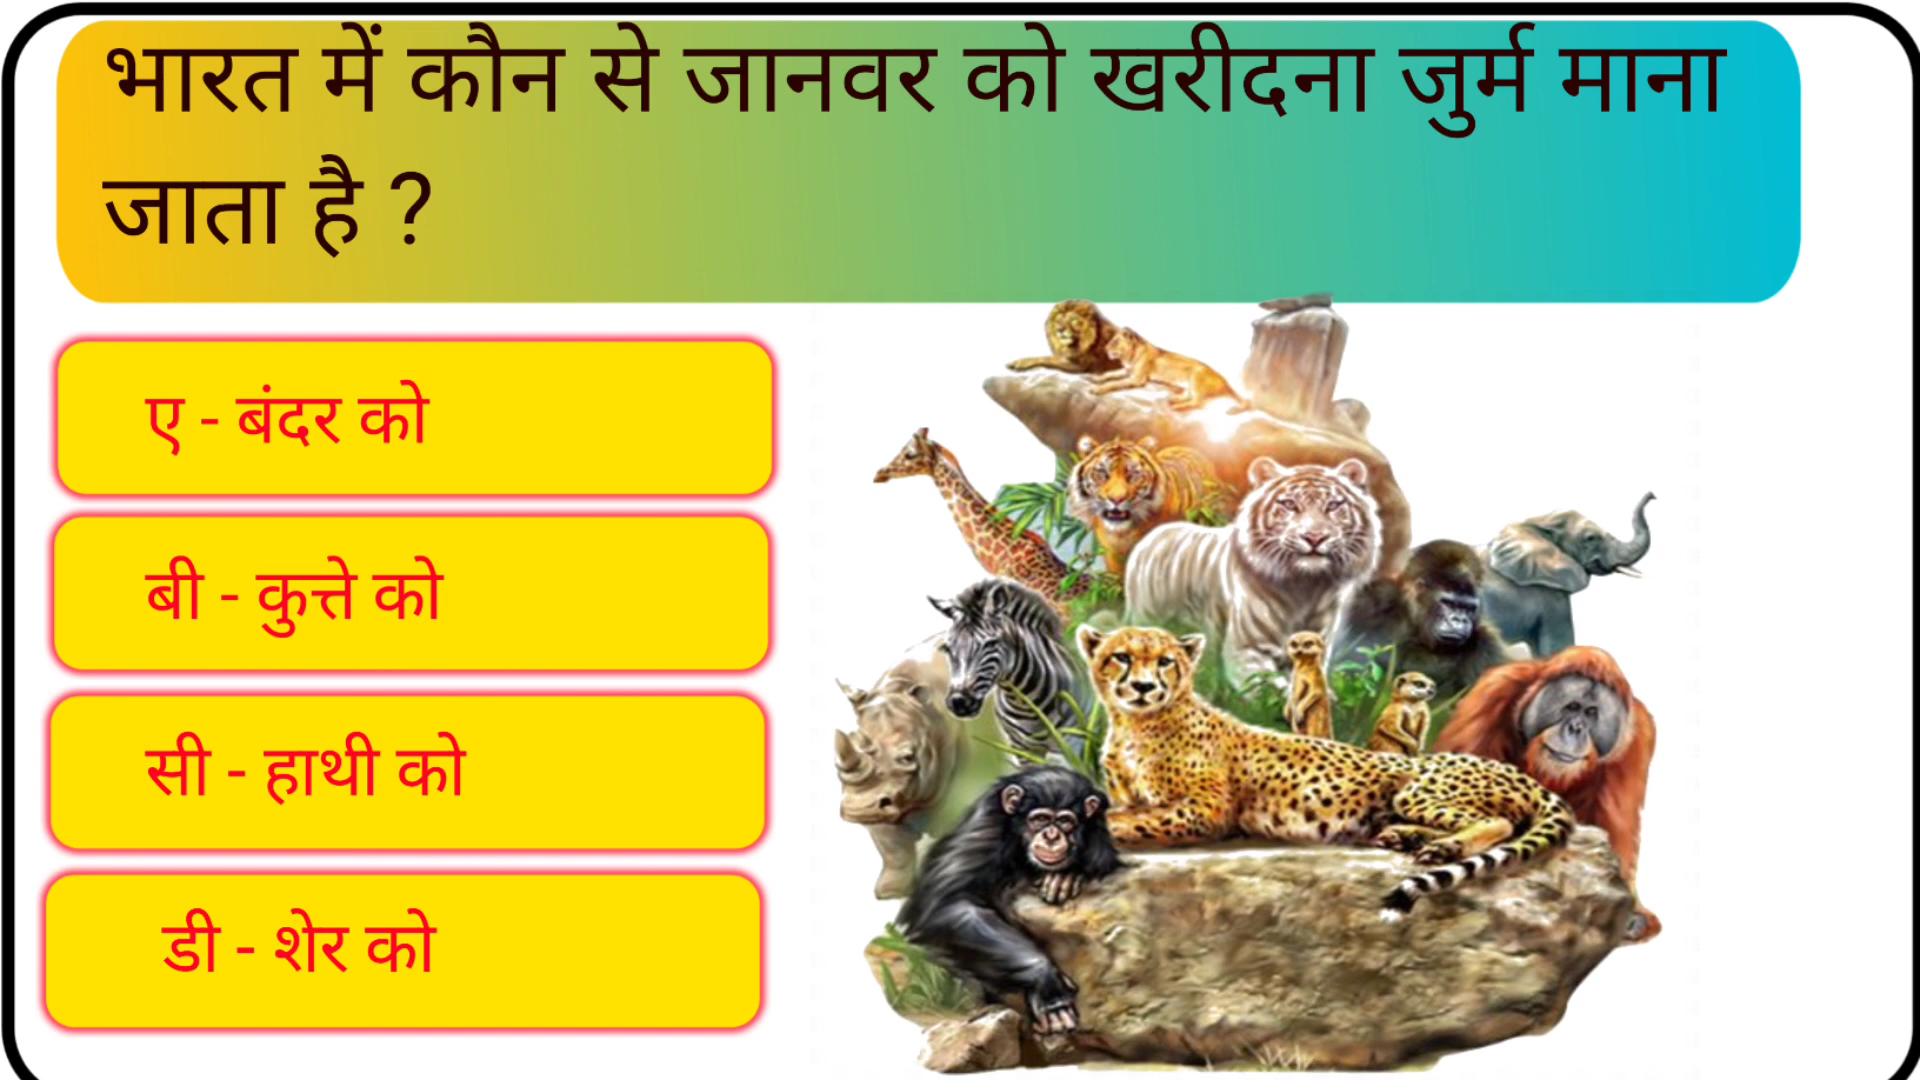 भारत में कौन से जानवर को खरीदना जुर्म माना
जाता है ?
ए - बंदर को
बी - कुत्ते को
सी - हाथी को
डी - शेर को